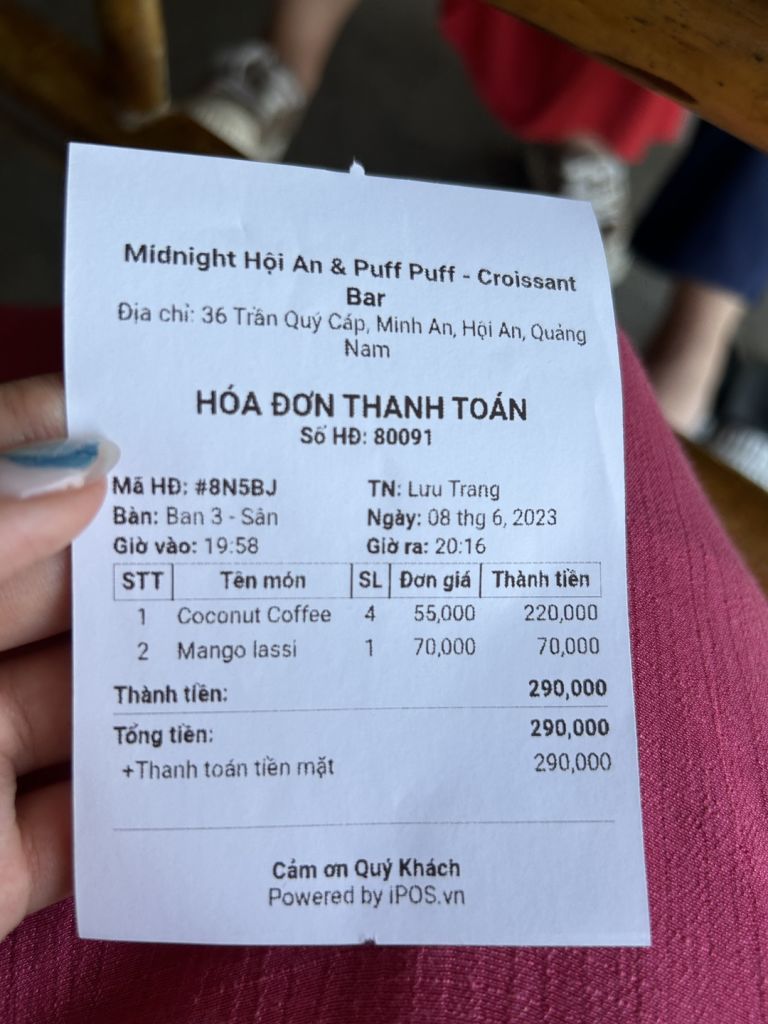 Midnight Hội An & Puff Puff - Croissant
Bar
Địa chỉ: 36 Trần Quý Cáp, Minh An, Hội An, Quảng
Nam
HÓA ĐƠN THANH TOÁN
Số HĐ: 80091
Mã HĐ: #8N5BJ TN: Lưu Trang
Bàn: Ban 3 - Sân Ngày: 08 thg 6, 2023
Giờ vào: 19:58 Giờ ra: 20:16
STT Tên món SL Đơn giá Thành tiền
1 Coconut Coffee 4 55,000 220,000
2 Mango lassi 1 70,000 70,000
Thành tiền: 290,000
Tổng tiền: 290,000
+Thanh toán tiền mặt 290,000
Cảm ơn Quý Khách
Powered by iPOS.vn